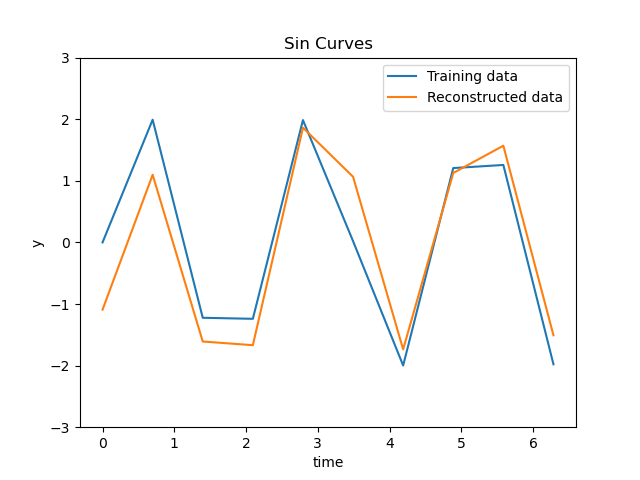 Sin Curves
Training data
Reconstructed data
3
2
1
0
−1
−2
−3
y
0 1 2 3 4 5 6
time